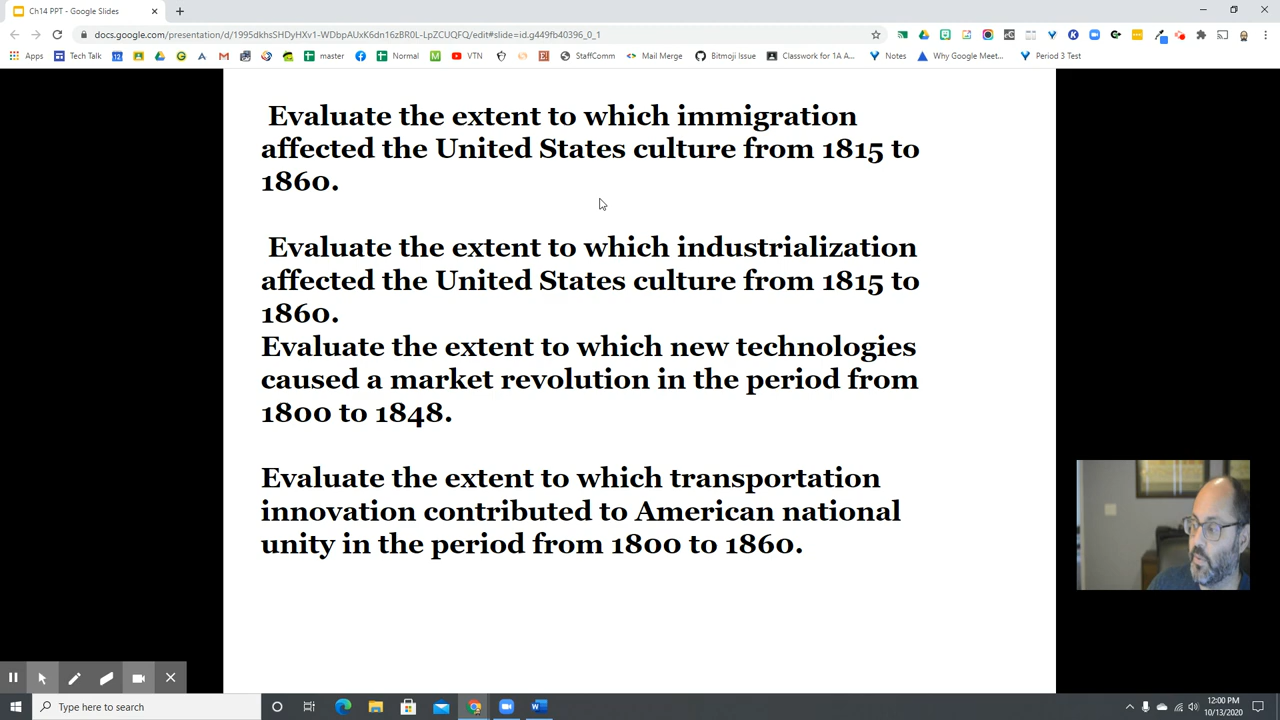 Ch14 PPT - Google Slides
docs.google.com/presentation/d/1995dkhsSHDyHXv1-WDbpAUxK6dn16ZtR0L-LpZCUQFQ/edit#slide=id.g449fb40396_0_1
Apps Tech Talk master Normal VTN StaffComm Mail Merge Bitmoji Issue Classwork for 1A A... Notes Why Google Meet... Period 3 Test
Evaluate the extent to which immigration
affected the United States culture from 1815 to
1860.
Evaluate the extent to which industrialization
affected the United States culture from 1815 to
1860.
Evaluate the extent to which new technologies
caused a market revolution in the period from
1800 to 1848.
Evaluate the extent to which transportation
innovation contributed to American national
unity in the period from 1800 to 1860.
Type here to search
12:00 PM
10/13/2020